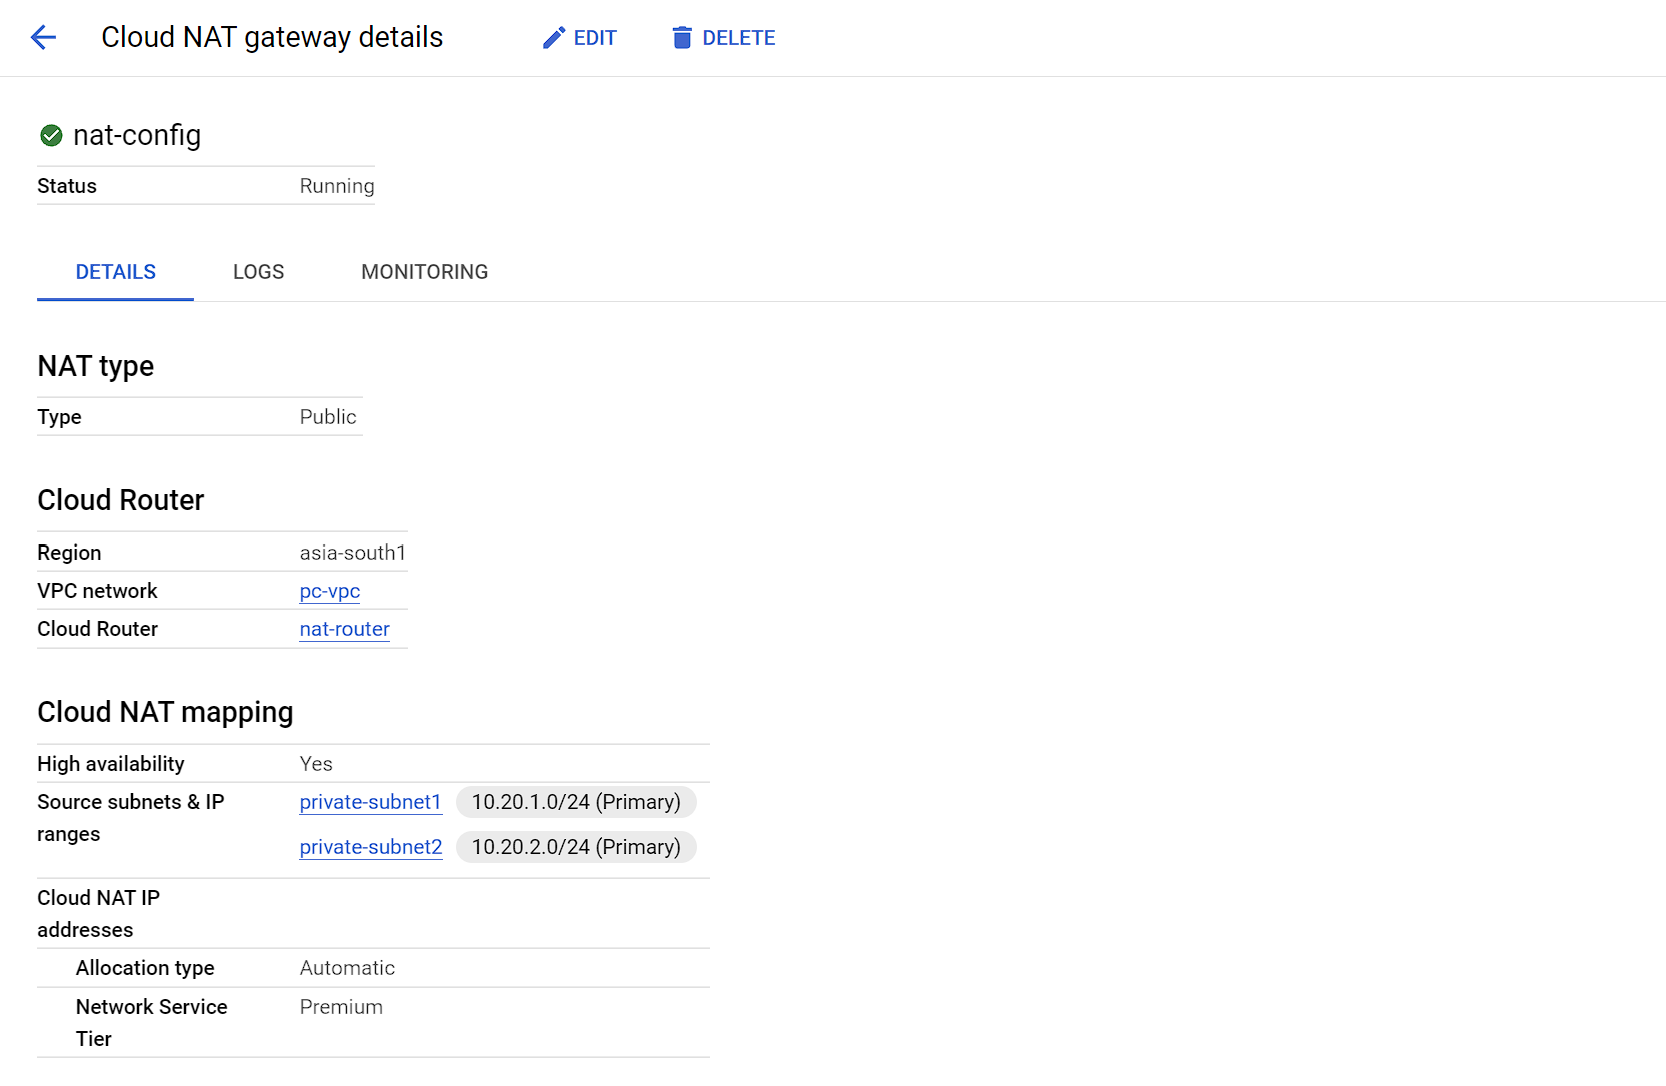 Cloud NAT gateway details EDIT DELETE
nat-config
Status Running
DETAILS LOGS MONITORING
NAT type
Type Public
Cloud Router
Region asia-south1
VPC network pc-vpc
Cloud Router nat-router
Cloud NAT mapping
High availability Yes
Source subnets & IP ranges private-subnet1 10.20.1.0/24 (Primary)
private-subnet2 10.20.2.0/24 (Primary)
Cloud NAT IP
addresses
Allocation type Automatic
Network Service Premium
Tier